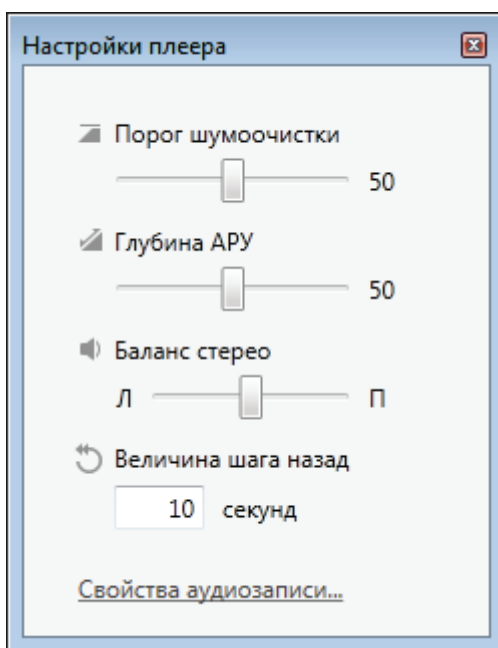 Настройки плеера
Порог шумоочистки
50
Глубина АРУ
50
Баланс стерео
Л П
Величина шага назад
10 секунд
Свойства аудиозаписи...